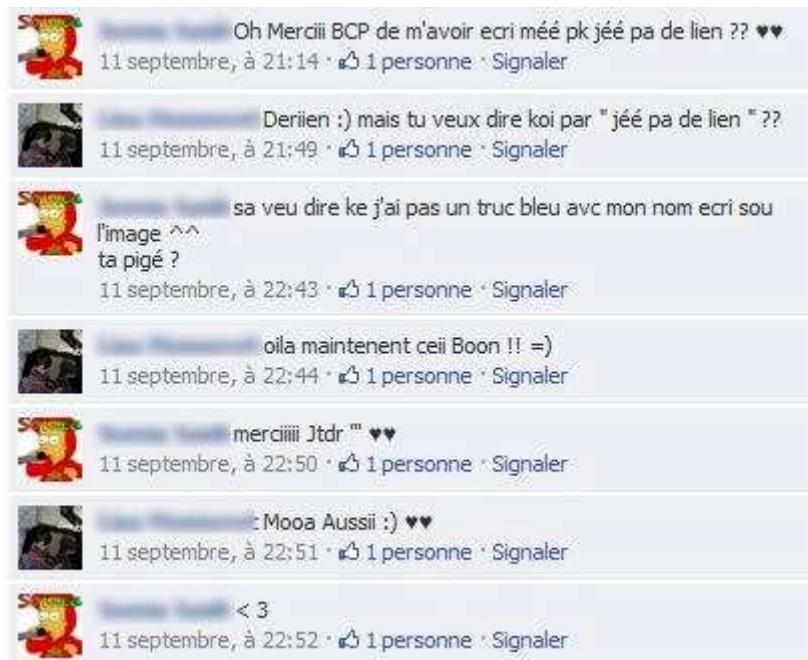 Oh Merciii BCP de m'avoir ecri méé pk jéé pa de lien ?? ♥♥
11 septembre, à 21:14 · 1 personne · Signaler
Deriien :) mais tu veux dire koi par " jéé pa de lien " ??
11 septembre, à 21:49 · 1 personne · Signaler
sa veu dire ke j'ai pas un truc bleu avc mon nom ecri sou
l'image ^^
ta pigé ?
11 septembre, à 22:43 · 1 personne · Signaler
oila maintenent ceii Boon !! =)
11 septembre, à 22:44 · 1 personne · Signaler
merciiiii Jtdr ''' ♥♥
11 septembre, à 22:50 · 1 personne · Signaler
: Mooa Aussii :) ♥♥
11 septembre, à 22:51 · 1 personne · Signaler
< 3
11 septembre, à 22:52 · 1 personne · Signaler